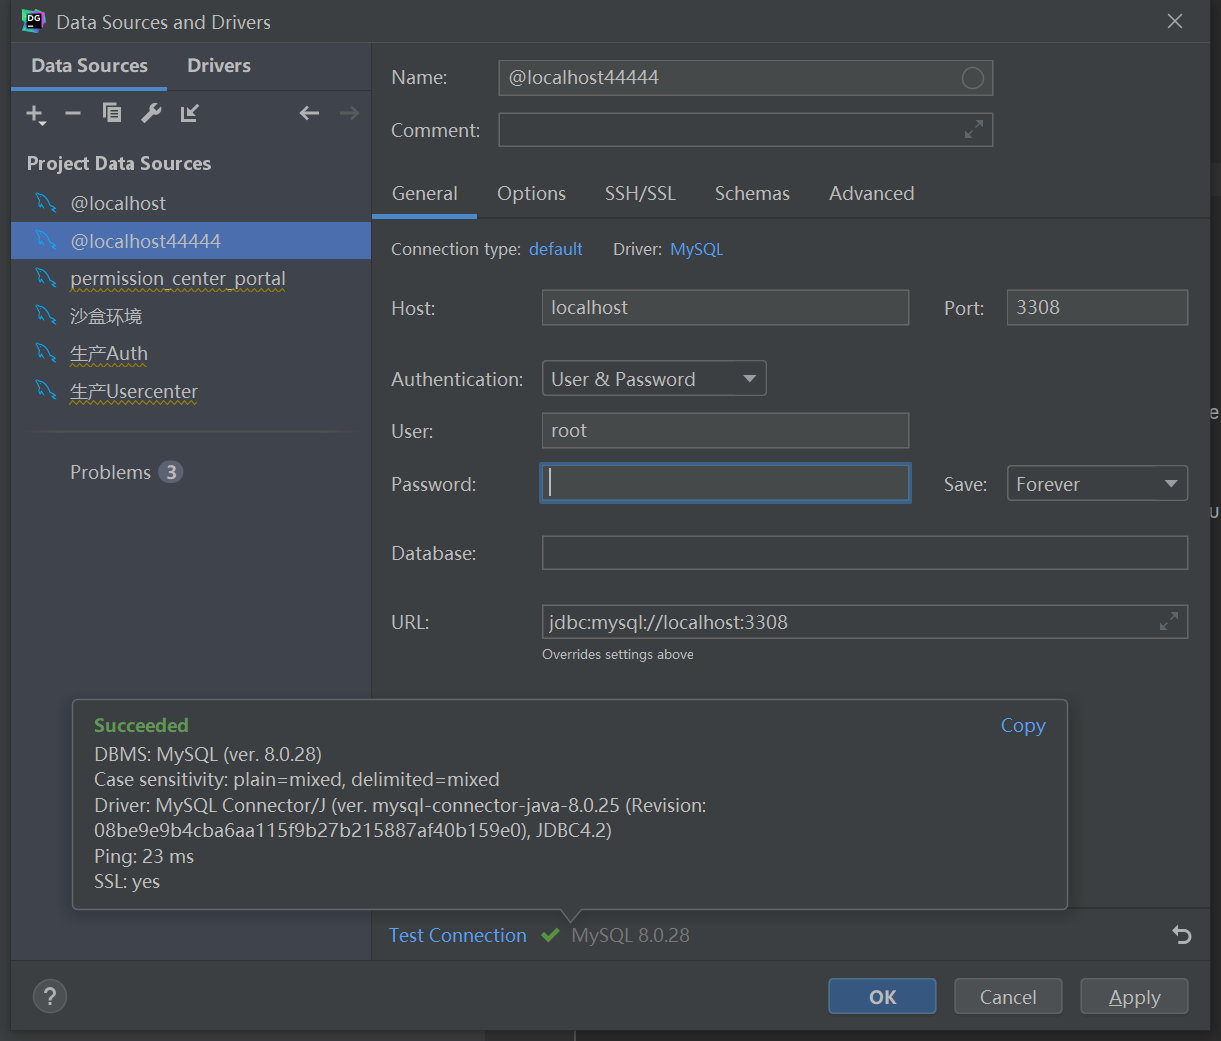 DG
Data Sources and Drivers
Data Sources
Drivers
Project Data Sources
@localhost
@localhost44444
permission_center_portal
沙盒环境
生产Auth
生产Usercenter
Problems 3
Name: @localhost44444
Comment:
General Options SSH/SSL Schemas Advanced
Connection type: default Driver: MySQL
Host: localhost Port: 3308
Authentication: User & Password
User: root
Password: Save: Forever
Database:
URL: jdbc:mysql://localhost:3308
Overrides settings above
Succeeded Copy
DBMS: MySQL (ver. 8.0.28)
Case sensitivity: plain=mixed, delimited=mixed
Driver: MySQL Connector/J (ver. mysql-connector-java-8.0.25 (Revision:
08be9e9b4cba6aa115f9b27b215887af40b159e0), JDBC4.2)
Ping: 23 ms
SSL: yes
Test Connection MySQL 8.0.28
? OK Cancel Apply
e
u